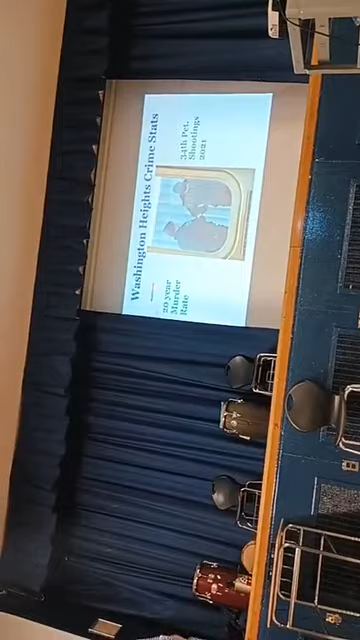 Washington Heights Crime Stats
20 year
Murder
Rate
34th Pct.
Shootings
2021